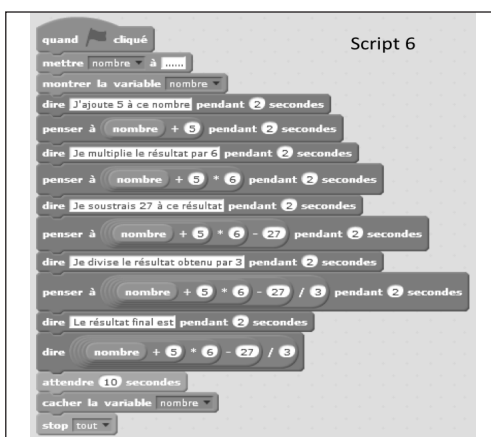 Script 6
quand cliqué
mettre nombre à ......
montrer la variable nombre
dire J'ajoute 5 à ce nombre pendant 2 secondes
penser à nombre + 5 pendant 2 secondes
dire Je multiplie le résultat par 6 pendant 2 secondes
penser à nombre + 5 * 6 pendant 2 secondes
dire Je soustrais 27 à ce résultat pendant 2 secondes
penser à nombre + 5 * 6 - 27 pendant 2 secondes
dire Je divise le résultat obtenu par 3 pendant 2 secondes
penser à nombre + 5 * 6 - 27 / 3 pendant 2 secondes
dire Le résultat final est pendant 2 secondes
dire nombre + 5 * 6 - 27 / 3
attendre 10 secondes
cacher la variable nombre
stop tout